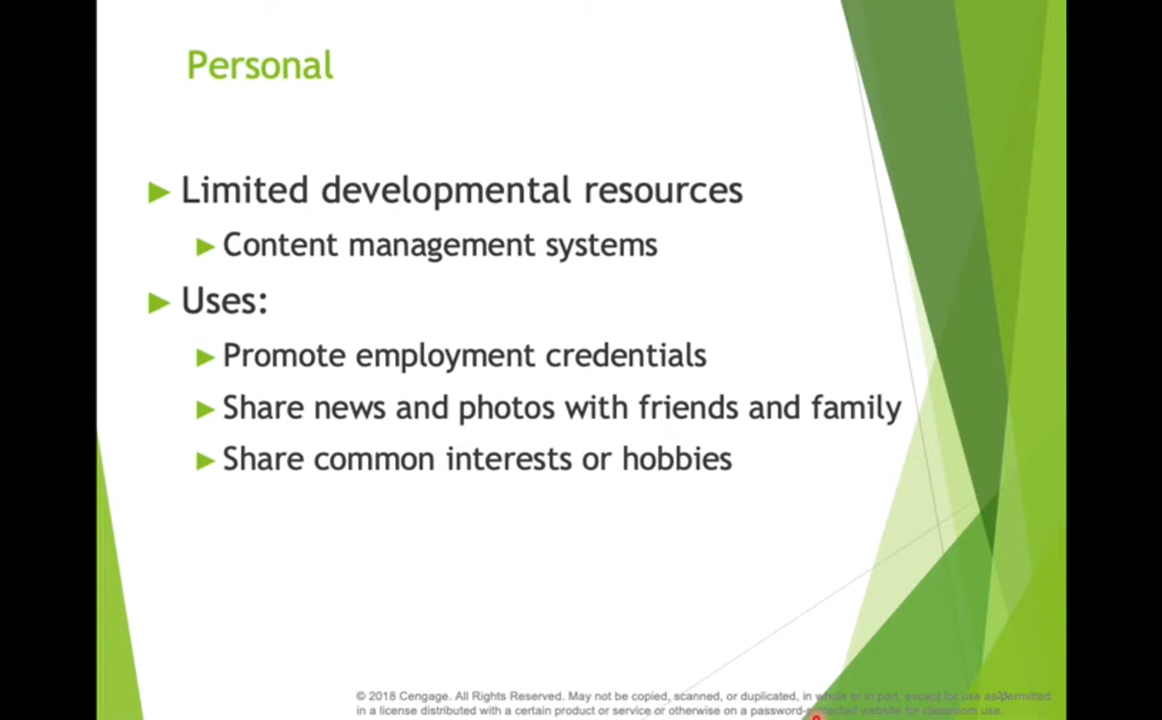 Personal
Limited developmental resources
Content management systems
Uses:
Promote employment credentials
Share news and photos with friends and family
Share common interests or hobbies
© 2018 Cengage. All Rights Reserved. May not be copied, scanned, or duplicated, in whole or in part, except for use as permitted
in a license distributed with a certain product or service or otherwise on a password-protected website for classroom use.